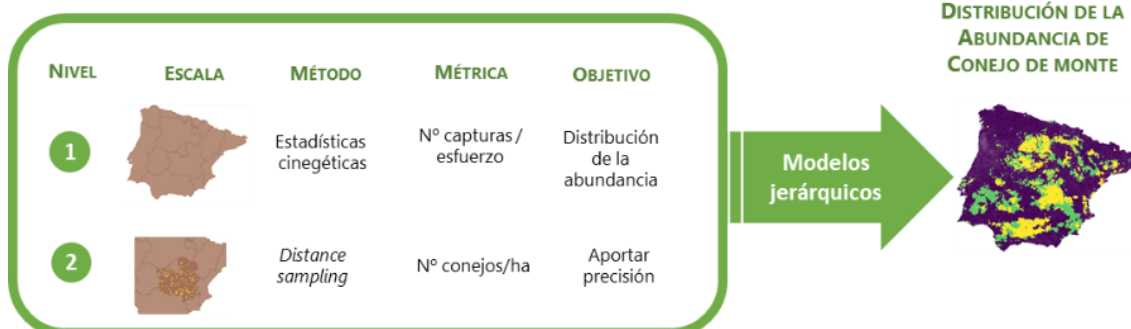 DISTRIBUCIÓN DE LA
ABUNDANCIA DE
CONEJO DE MONTE
NIVEL ESCALA MÉTODO MÉTRICA OBJETIVO
1
Estadísticas
cinegéticas
Nº capturas /
esfuerzo
Distribución
de la
abundancia
2
Distance
sampling
Nº conejos/ha
Aportar
precisión
Modelos
jerárquicos